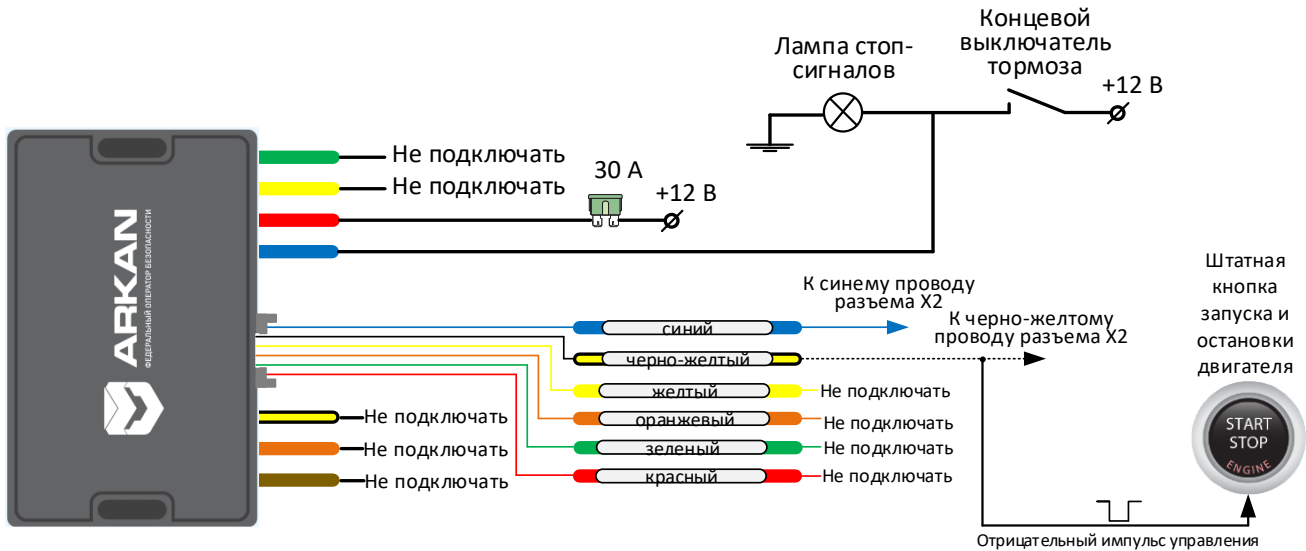 Концевой
выключатель
тормоза
Лампа стоп-
сигналов
+12 В
Не подключать
Не подключать
30 А
+12 В
ARKAN
ФЕДЕРАЛЬНЫЙ ОПЕРАТОР БЕЗОПАСНОСТИ
К синему проводу
разъема X2
синий
К черно-желтому
проводу разъема X2
черно-желтый
желтый
Не подключать
оранжевый
Не подключать
зеленый
Не подключать
красный
Не подключать
Не подключать
Не подключать
Не подключать
Штатная
кнопка
запуска и
остановки
двигателя
START
STOP
ENGINE
Отрицательный импульс управления